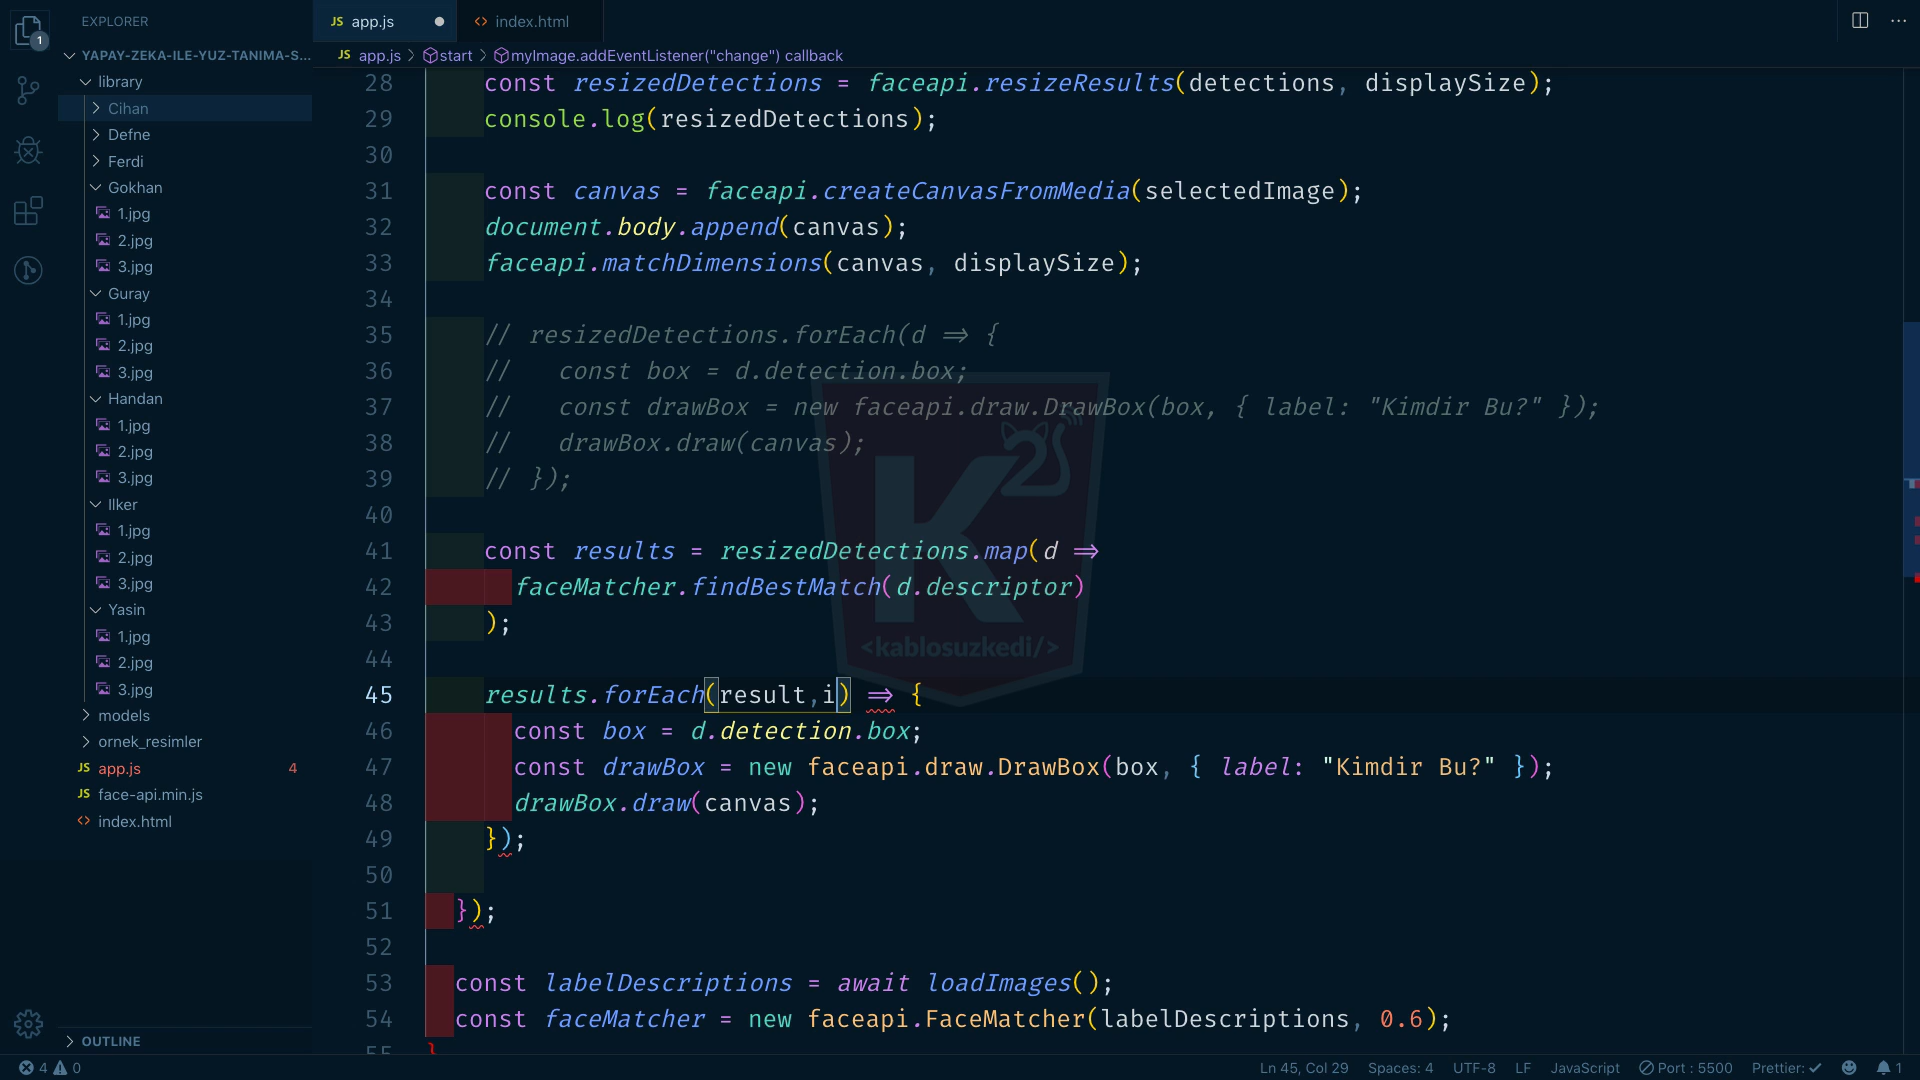 1
EXPLORER
YAPAY-ZEKA-ILE-YUZ-TANIMA-S...
library
Cihan
Defne
Ferdi
Gokhan
1.jpg
2.jpg
3.jpg
Guray
1.jpg
2.jpg
3.jpg
Handan
1.jpg
2.jpg
3.jpg
Ilker
1.jpg
2.jpg
3.jpg
Yasin
1.jpg
2.jpg
3.jpg
models
ornek_resimler
JS app.js 4
JS face-api.min.js
<> index.html
OUTLINE
JS app.js ●
<> index.html
JS app.js > start > myImage.addEventListener("change") callback
28 const resizedDetections = faceapi.resizeResults(detections, displaySize);
29 console.log(resizedDetections);
30
31 const canvas = faceapi.createCanvasFromMedia(selectedImage);
32 document.body.append(canvas);
33 faceapi.matchDimensions(canvas, displaySize);
34
35 // resizedDetections.forEach(d => {
36 //   const box = d.detection.box;
37 //   const drawBox = new faceapi.draw.DrawBox(box, { label: "Kimdir Bu?" });
38 //   drawBox.draw(canvas);
39 // });
40
41 const results = resizedDetections.map(d =>
42 faceMatcher.findBestMatch(d.descriptor)
43 );
44
45 results.forEach(result,i) => {
46 const box = d.detection.box;
47 const drawBox = new faceapi.draw.DrawBox(box, { label: "Kimdir Bu?" });
48 drawBox.draw(canvas);
49 });
50
51 });
52
53 const labelDescriptions = await loadImages();
54 const faceMatcher = new faceapi.FaceMatcher(labelDescriptions, 0.6);
55 }
K2
<kablosuzkedi/>
4 0
Ln 45, Col 29 Spaces: 4 UTF-8 LF JavaScript Port : 5500 Prettier: ✓ 1